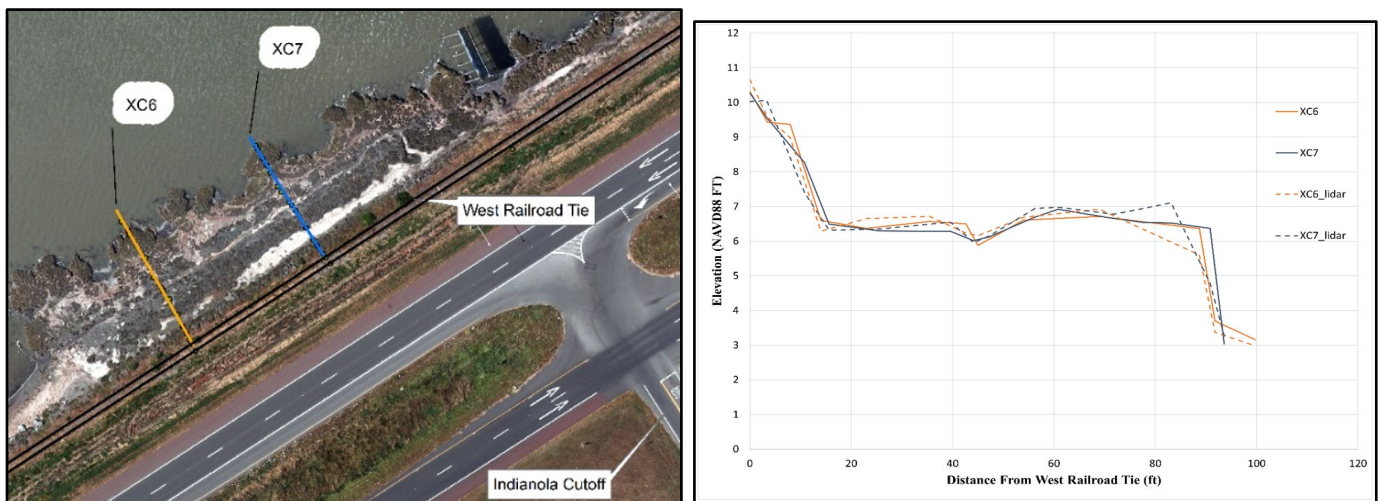 XC7
XC6
West Railroad Tie
Indianola Cutoff
12
11
10
9
8
7
6
5
4
3
2
1
0
Elevation (NAVD88 FT)
0 20 40 60 80 100 120
Distance From West Railroad Tie (ft)
XC6
XC7
XC6_lidar
XC7_lidar